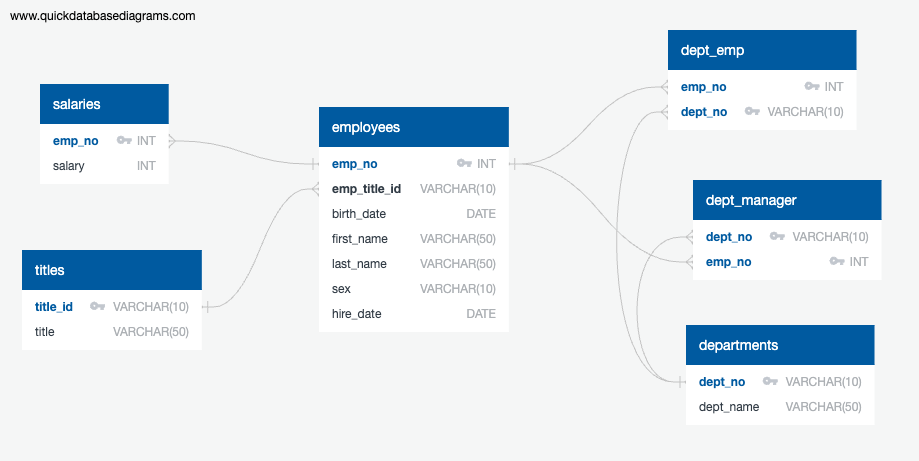 www.quickdatabasediagrams.com
salaries
emp_no INT
salary INT
titles
title_id VARCHAR(10)
title VARCHAR(50)
employees
emp_no INT
emp_title_id VARCHAR(10)
birth_date DATE
first_name VARCHAR(50)
last_name VARCHAR(50)
sex VARCHAR(10)
hire_date DATE
dept_emp
emp_no INT
dept_no VARCHAR(10)
dept_manager
dept_no VARCHAR(10)
emp_no INT
departments
dept_no VARCHAR(10)
dept_name VARCHAR(50)